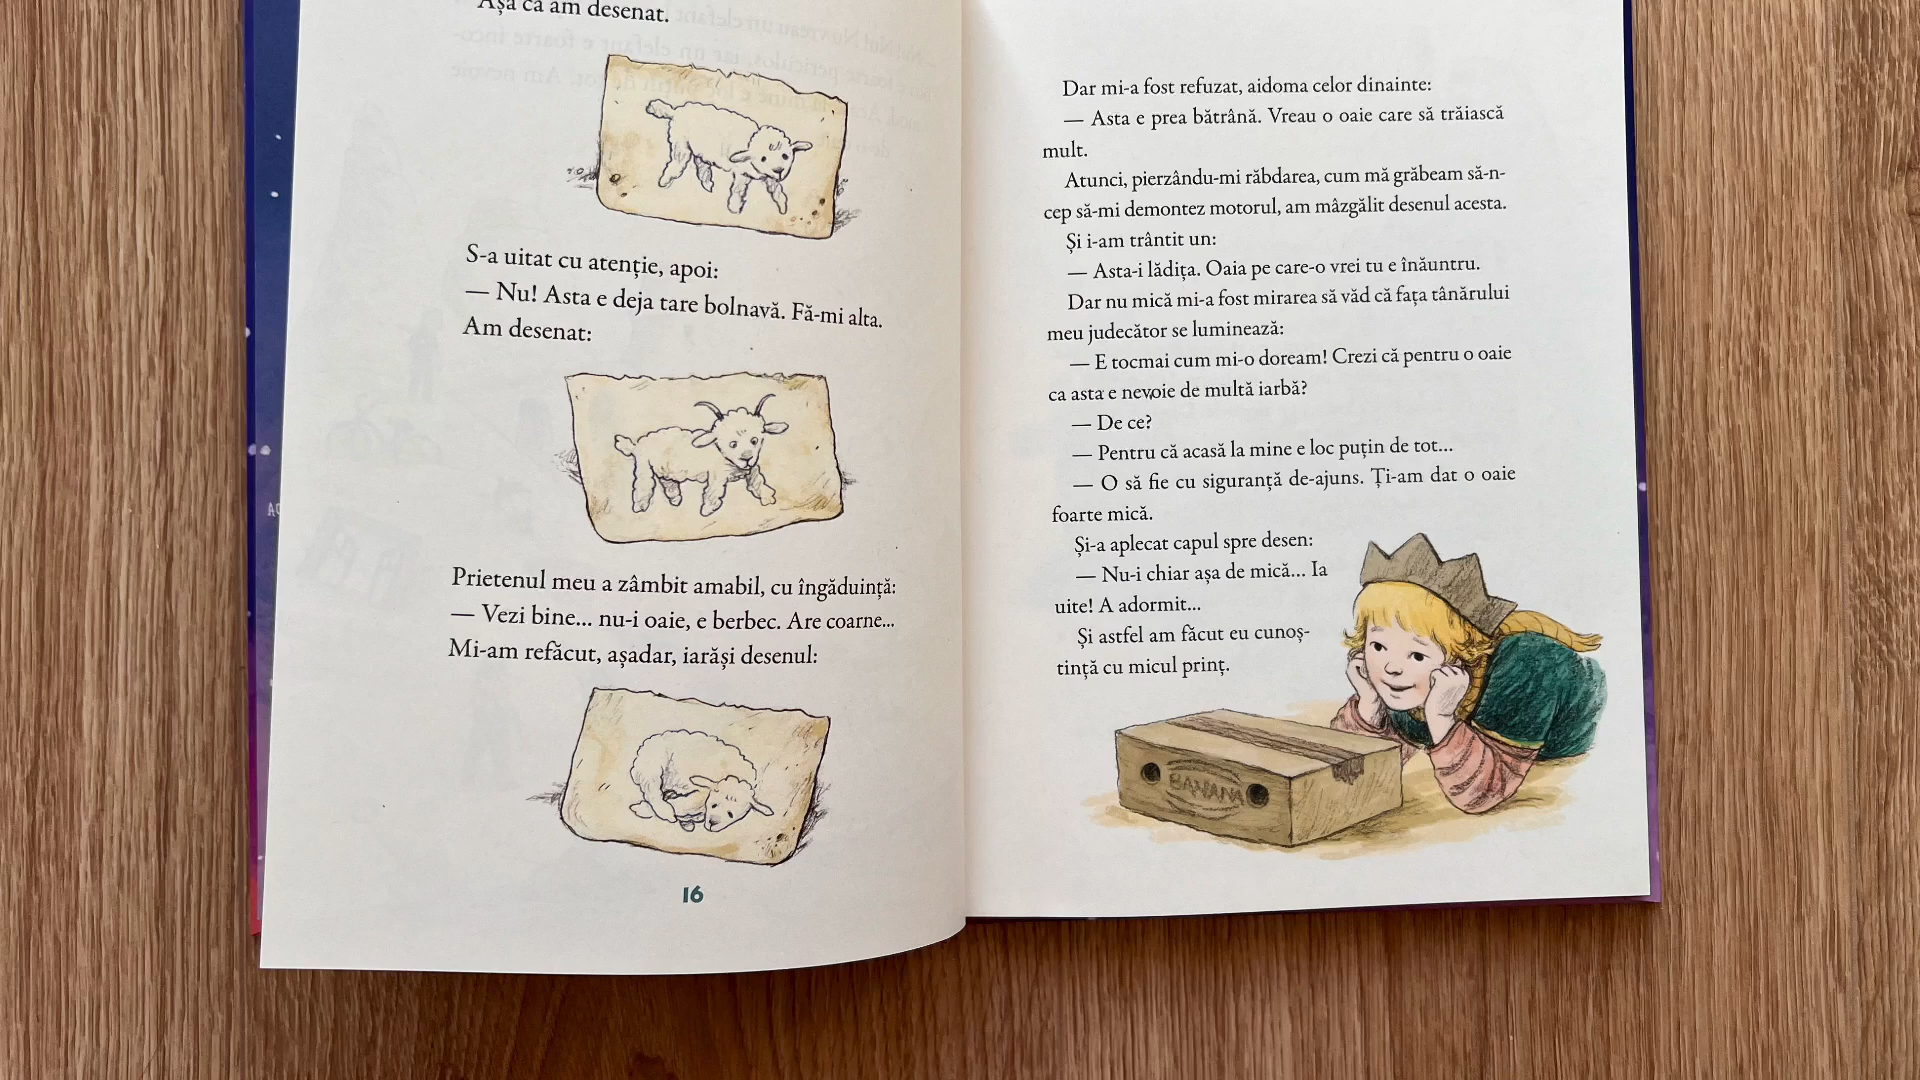 Așa că am desenat.
S-a uitat cu atenție, apoi:
— Nu! Asta e deja tare bolnavă. Fă-mi alta.
Am desenat:
Prietenul meu a zâmbit amabil, cu îngăduință:
— Vezi bine... nu-i oaie, e berbec. Are coarne...
Mi-am refăcut, așadar, iarăși desenul:
16
Dar mi-a fost refuzat, aidoma celor dinainte:
— Asta e prea bătrână. Vreau o oaie care să trăiască
mult.
Atunci, pierzându-mi răbdarea, cum mă grăbeam să-n-
cep să-mi demontez motorul, am mâzgălit desenul acesta.
Și i-am trântit un:
— Asta-i lădița. Oaia pe care-o vrei tu e înăuntru.
Dar nu mică mi-a fost mirarea să văd că fața tânărului
meu judecător se luminează:
— E tocmai cum mi-o doream! Crezi că pentru o oaie
ca asta e nevoie de multă iarbă?
— De ce?
— Pentru că acasă la mine e loc puțin de tot...
— O să fie cu siguranță de-ajuns. Ți-am dat o oaie
foarte mică.
Și-a aplecat capul spre desen:
— Nu-i chiar așa de mică... Ia
uite! A adormit...
Și astfel am făcut eu cunoș-
tință cu micul prinț.
BANANA